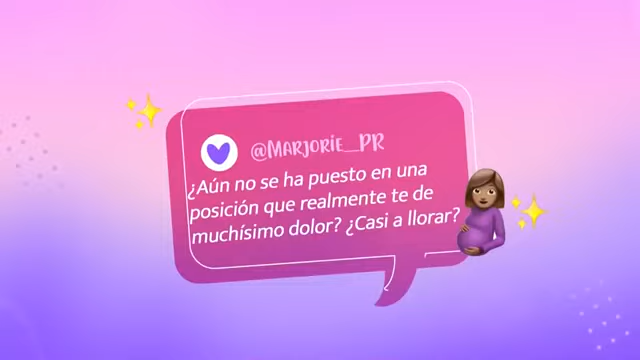 @MARJORIE_PR
¿Aún no se ha puesto en una
posición que realmente te de
muchísimo dolor? ¿Casi a llorar?